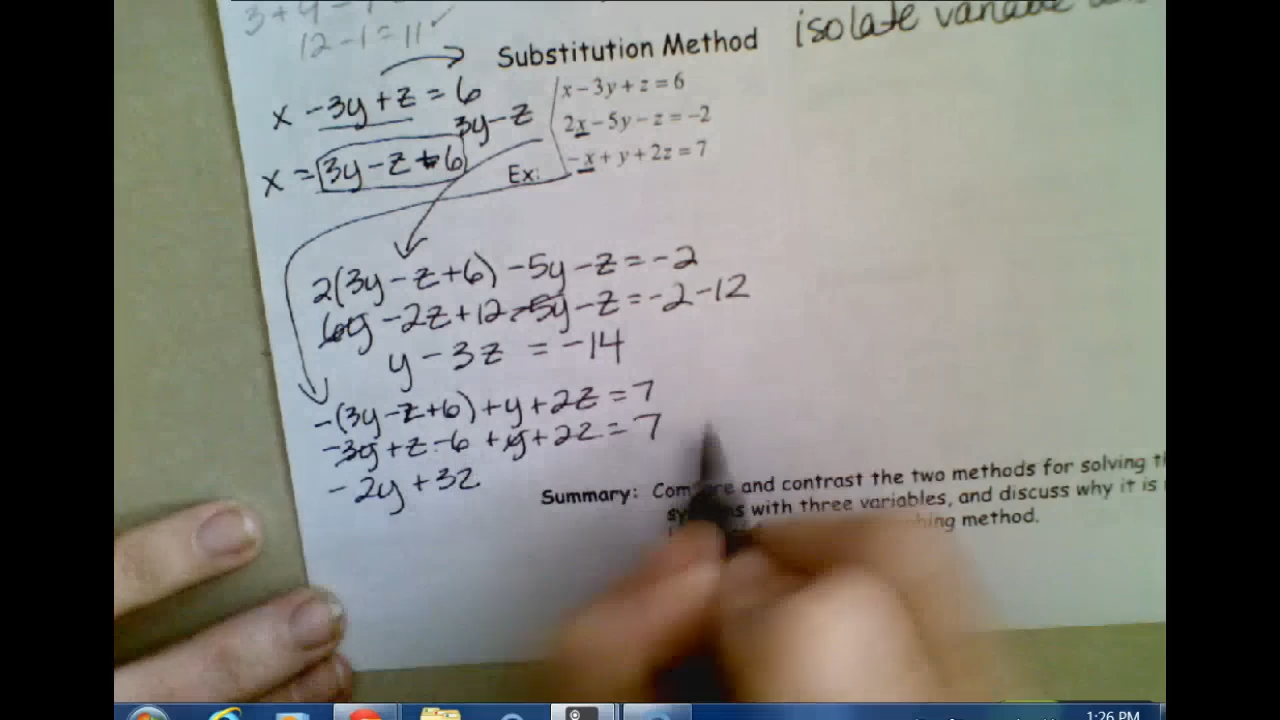 12 - 1 = 11 ✓
isolate
Substitution Method
x - 3y + z = 6
3y - z
x = 3y - z + 6
x - 3y + z = 6
2x - 5y - z = -2
-x + y + 2z = 7
Ex:
2(3y - z + 6) - 5y - z = -2
6y - 2z + 12 - 5y - z = -2 - 12
y - 3z = -14
-(3y - z + 6) + y + 2z = 7
-3y + z - 6 + y + 2z = 7
-2y + 3z
Summary: and contrast the two methods for solving
with three variables, and discuss why it is
method.
1:26 PM